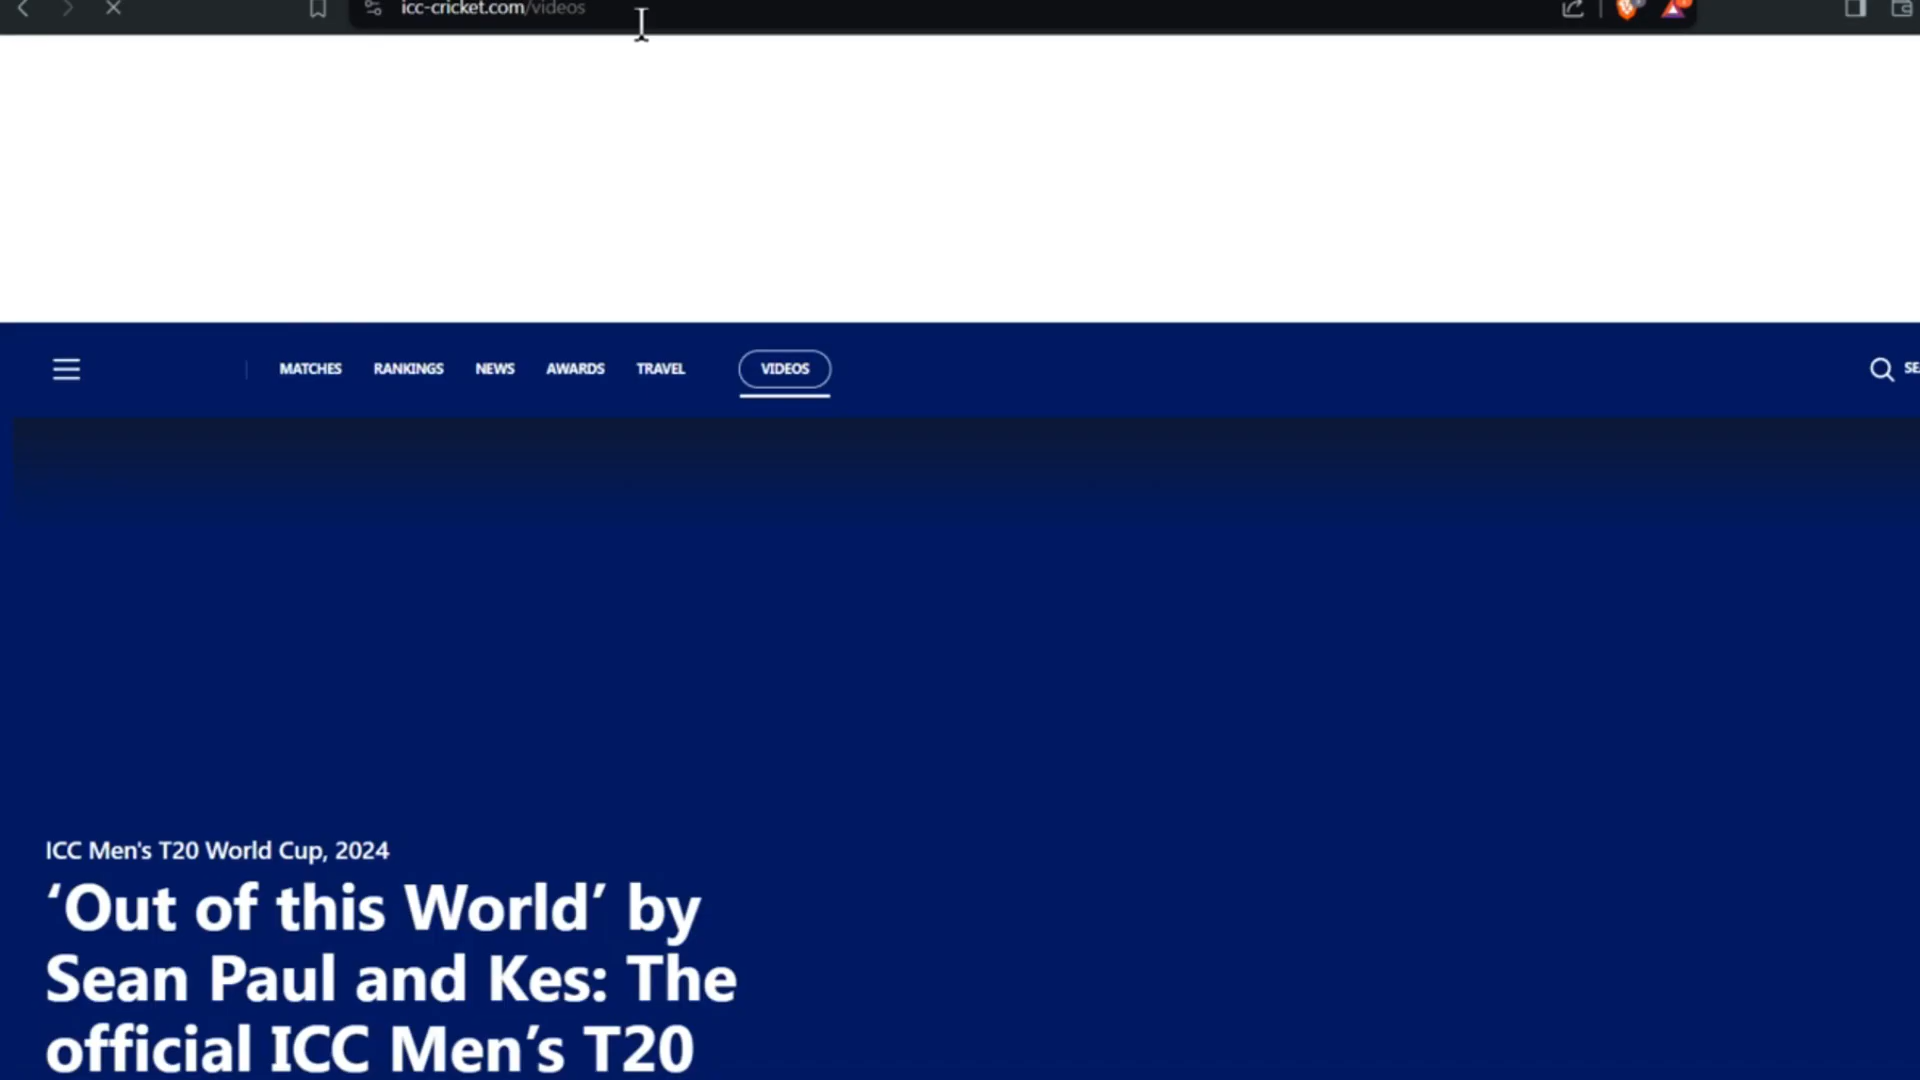 icc-cricket.com/videos
MATCHES RANKINGS NEWS AWARDS TRAVEL VIDEOS
ICC Men's T20 World Cup, 2024
‘Out of this World’ by
Sean Paul and Kes: The
official ICC Men’s T20